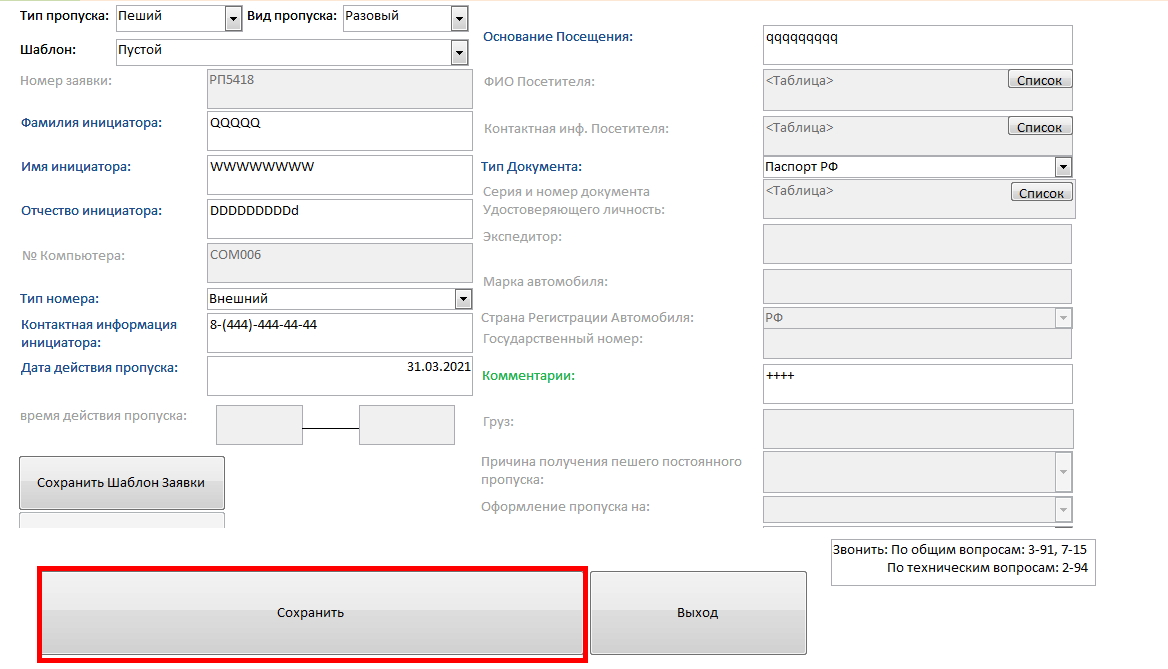 Тип пропуска: Пеший Вид пропуска: Разовый
Шаблон: Пустой
Номер заявки: РП5418
Фамилия инициатора: QQQQQ
Имя инициатора: WWWWWWWW
Отчество инициатора: DDDDDDDDDd
№ Компьютера: COM006
Тип номера: Внешний
Контактная информация
инициатора: 8-(444)-444-44-44
Дата действия пропуска: 31.03.2021
время действия пропуска:
Сохранить Шаблон Заявки
Основание Посещения: qqqqqqqqq
ФИО Посетителя: <Таблица> Список
Контактная инф. Посетителя: <Таблица> Список
Тип Документа: Паспорт РФ
Серия и номер документа
Удостоверяющего личность: <Таблица> Список
Экспедитор:
Марка автомобиля:
Страна Регистрации Автомобиля: РФ
Государственный номер:
Комментарии: ++++
Груз:
Причина получения пешего постоянного
пропуска:
Оформление пропуска на:
Звонить: По общим вопросам: 3-91, 7-15
По техническим вопросам: 2-94
Сохранить
Выход